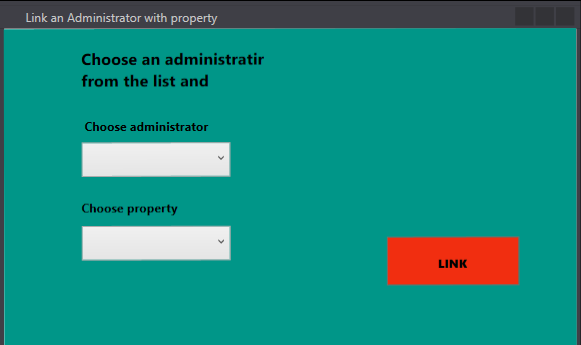 Link an Administrator with property
Choose an administratir
from the list and
Choose administrator
Choose property
LINK